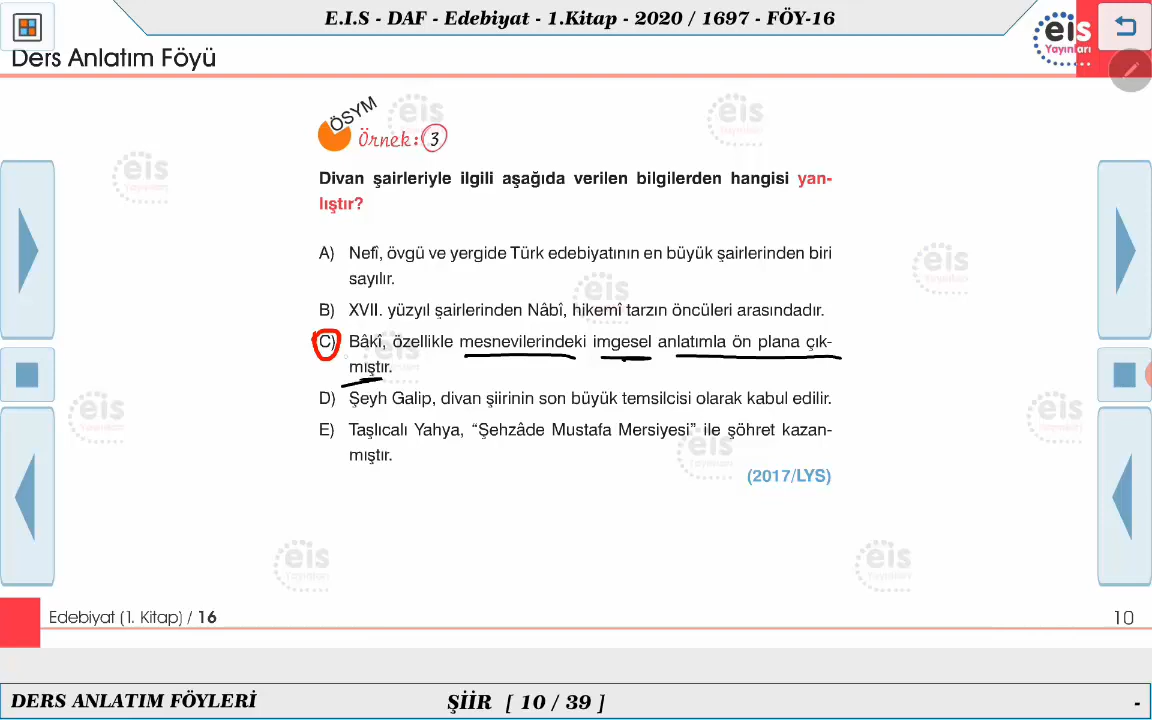 E.I.S - DAF - Edebiyat - 1.Kitap - 2020 / 1697 - FÖY-16
Ders Anlatım Föyü
eis
Yayınları
ÖSYM
Örnek: 3
Divan şairleriyle ilgili aşağıda verilen bilgilerden hangisi yan-
lıştır?
A) Nefî, övgü ve yergide Türk edebiyatının en büyük şairlerinden biri
sayılır.
B) XVII. yüzyıl şairlerinden Nâbî, hikemî tarzın öncüleri arasındadır.
C) Bâkî, özellikle mesnevilerindeki imgesel anlatımla ön plana çık-
mıştır.
D) Şeyh Galip, divan şiirinin son büyük temsilcisi olarak kabul edilir.
E) Taşlıcalı Yahya, “Şehzâde Mustafa Mersiyesi” ile şöhret kazan-
mıştır.
(2017/LYS)
Edebiyat (1. Kitap) / 16
10
DERS ANLATIM FÖYLERİ
ŞİİR [ 10 / 39 ]
-